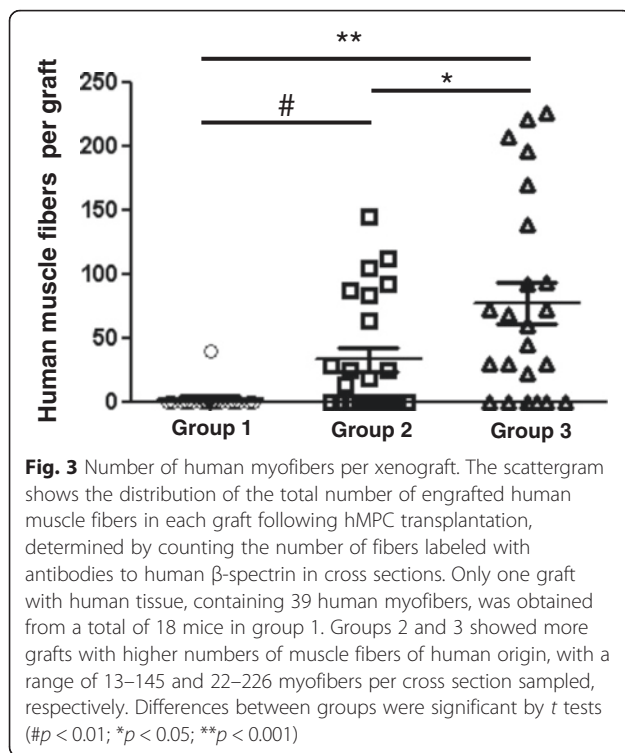 **
*
#
250
200
150
100
50
0
Human muscle fibers per graft
Group 1 Group 2 Group 3
Fig. 3 Number of human myofibers per xenograft. The scattergram
shows the distribution of the total number of engrafted human
muscle fibers in each graft following hMPC transplantation,
determined by counting the number of fibers labeled with
antibodies to human β-spectrin in cross sections. Only one graft
with human tissue, containing 39 human myofibers, was obtained
from a total of 18 mice in group 1. Groups 2 and 3 showed more
grafts with higher numbers of muscle fibers of human origin, with a
range of 13–145 and 22–226 myofibers per cross section sampled,
respectively. Differences between groups were significant by t tests
(#p < 0.01; *p < 0.05; **p < 0.001)